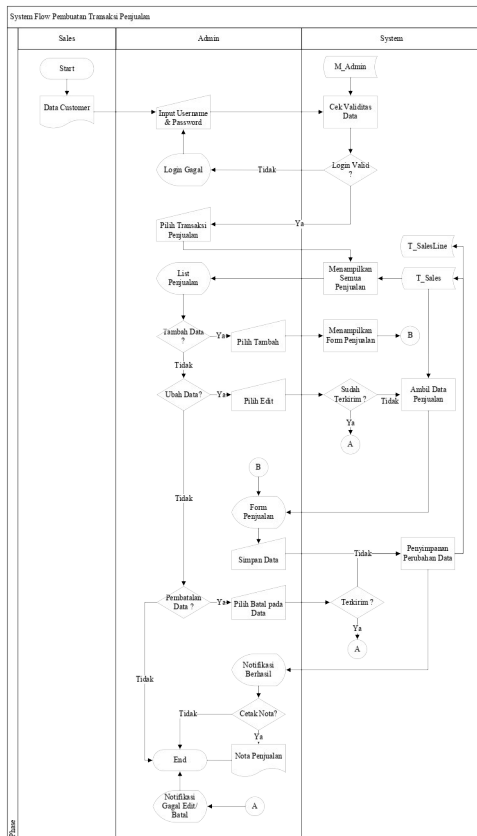 System Flow Pembuatan Transaksi Penjualan
Sales
Admin
System
Start
M_Admin
Data Customer
Input Username
& Password
Cek Validitas
Data
Login Gagal
Tidak
Login Valid
?
Ya
Pilih Transaksi
Penjualan
T_SalesLine
List
Penjualan
Menampilkan
Semua
Penjualan
T_Sales
Tambah Data
?
Ya
Pilih Tambah
Menampilkan
Form Penjualan
B
Tidak
Ubah Data?
Ya
Pilih Edit
Sudah
Terkirim ?
Tidak
Ambil Data
Penjualan
Ya
A
B
Tidak
Form
Penjualan
Simpan Data
Tidak
Penyimpanan
Perubahan Data
Pembatalan
Data ?
Ya
Pilih Batal pada
Data
Terkirim ?
Ya
A
Notifikasi
Berhasil
Tidak
Cetak Nota?
Tidak
Ya
End
Nota Penjualan
Notifikasi
Gagal Edit/
Batal
A
Phase